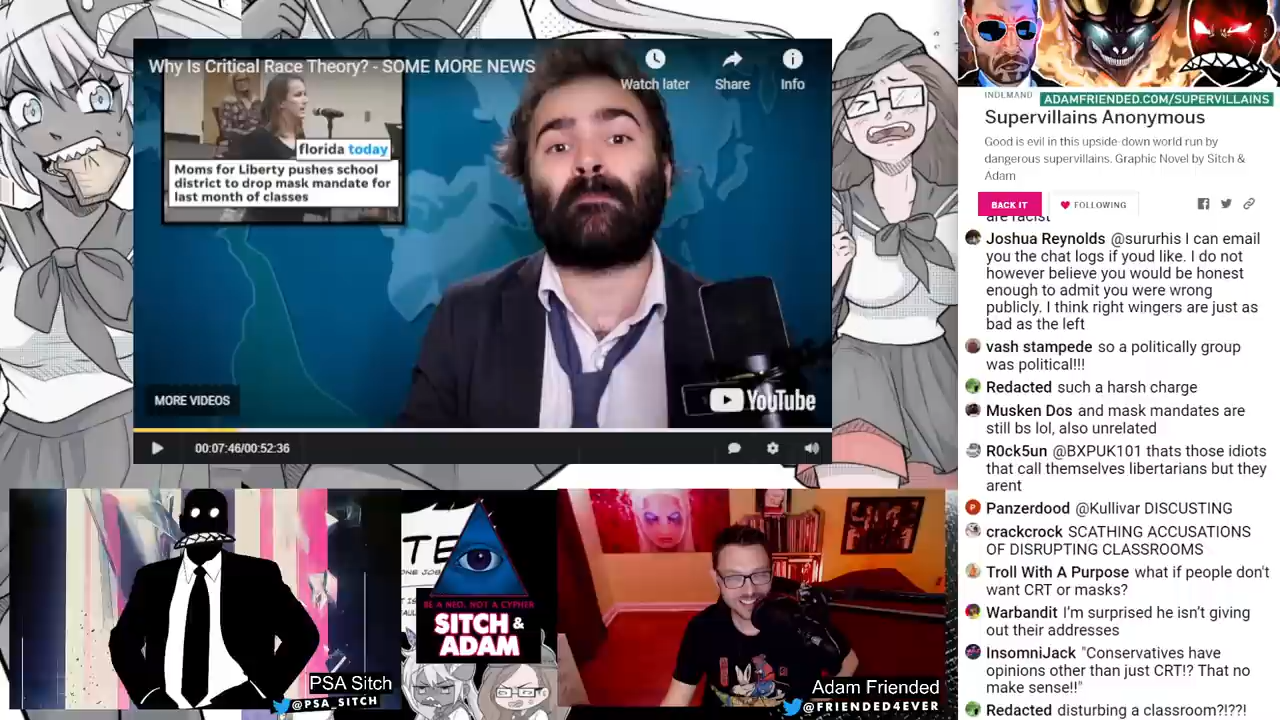 Why Is Critical Race Theory? - SOME MORE NEWS
Watch later
Share
Info
florida today
Moms for Liberty pushes school
district to drop mask mandate for
last month of classes
MORE VIDEOS
YouTube
00:07:46/00:52:36
BE A NEO, NOT A CYPHER
SITCH &
ADAM
PSA Sitch
@PSA_SITCH
Adam Friended
@FRIENDED4EVER
INDEMAND
ADAMFRIENDED.COM/SUPERVILLAINS
Supervillains Anonymous
Good is evil in this upside-down world run by
dangerous supervillains. Graphic Novel by Sitch &
Adam
BACK IT
FOLLOWING
are racist
Joshua Reynolds @sururhis I can email
you the chat logs if youd like. I do not
however believe you would be honest
enough to admit you were wrong
publicly. I think right wingers are just as
bad as the left
vash stampede so a politically group
was political!!!
Redacted such a harsh charge
Musken Dos and mask mandates are
still bs lol, also unrelated
R0ck5un @BXPUK101 thats those idiots
that call themselves libertarians but they
arent
Panzerdood @Kullivar DISCUSTING
crackcrock SCATHING ACCUSATIONS
OF DISRUPTING CLASSROOMS
Troll With A Purpose what if people don't
want CRT or masks?
Warbandit I'm surprised he isn't giving
out their addresses
InsomniJack "Conservatives have
opinions other than just CRT!? That no
make sense!!"
Redacted disturbing a classroom?!??!